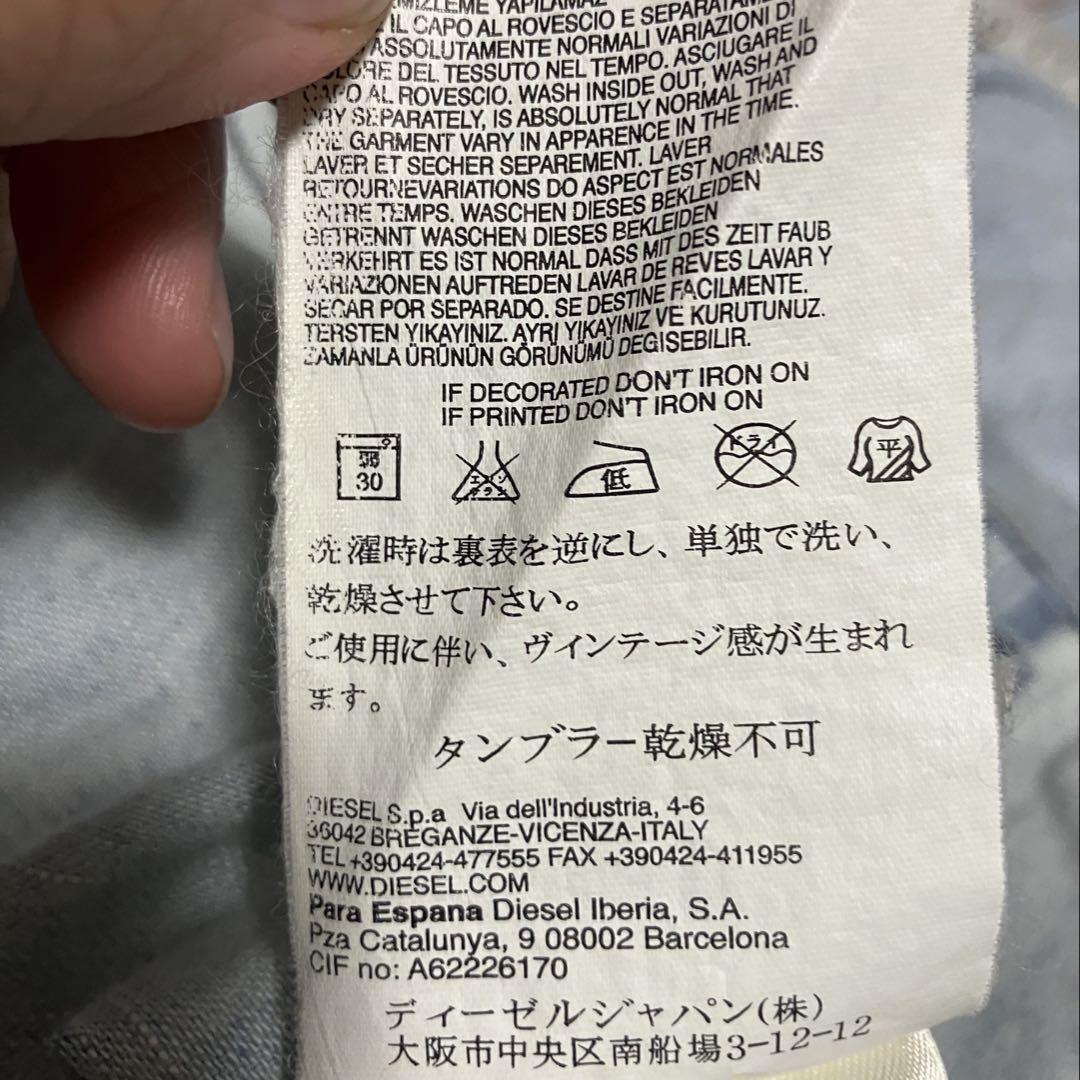 YAPILAMAZ
IL CAPO AL ROVESCIO E SEPARATAM
ASSOLUTAMENTE NORMALI VARIAZIONI DI
COLORE DEL TESSUTO NEL TEMPO. ASCIUGARE IL
CAPO AL ROVESCIO. WASH INSIDE OUT, WASH AND
DRY SEPARATELY, IS ABSOLUTELY NORMAL THAT
THE GARMENT VARY IN APPARENCE IN THE TIME.
LAVER ET SECHER SEPAREMENT. LAVER
RETOURNEVARIATIONS DO ASPECT EST NORMALES
ENTRE TEMPS. WASCHEN DIESES BEKLEIDEN
GETRENNT WASCHEN DIESES BEKLEIDEN
VERKEHRT ES IST NORMAL DASS MIT DES ZEIT FAUB
VARIAZIONEN AUFTREDEN LAVAR DE REVES LAVAR Y
SECAR POR SEPARADO. SE DESTINE FACILMENTE.
TERSTEN YIKAYINIZ. AYRI YIKAYINIZ VE KURUTUNUZ.
ZAMANLA ÜRÜNÜN GÖRÜNÜMÜ DEGISEBILIR.
IF DECORATED DON'T IRON ON
IF PRINTED DON'T IRON ON
弱 30 エンソ サラシ 低 ドライ 平
洗濯時は裏表を逆にし、単独で洗い、
乾燥させて下さい。
ご使用に伴い、ヴィンテージ感が生まれ
ます。
タンブラー乾燥不可
DIESEL S.p.a Via dell'Industria, 4-6
36042 BREGANZE-VICENZA-ITALY
TEL +390424-477555 FAX +390424-411955
WWW.DIESEL.COM
Para Espana Diesel Iberia, S.A.
Pza Catalunya, 9 08002 Barcelona
CIF no: A62226170
ディーゼルジャパン(株)
大阪市中央区南船場3-12-12